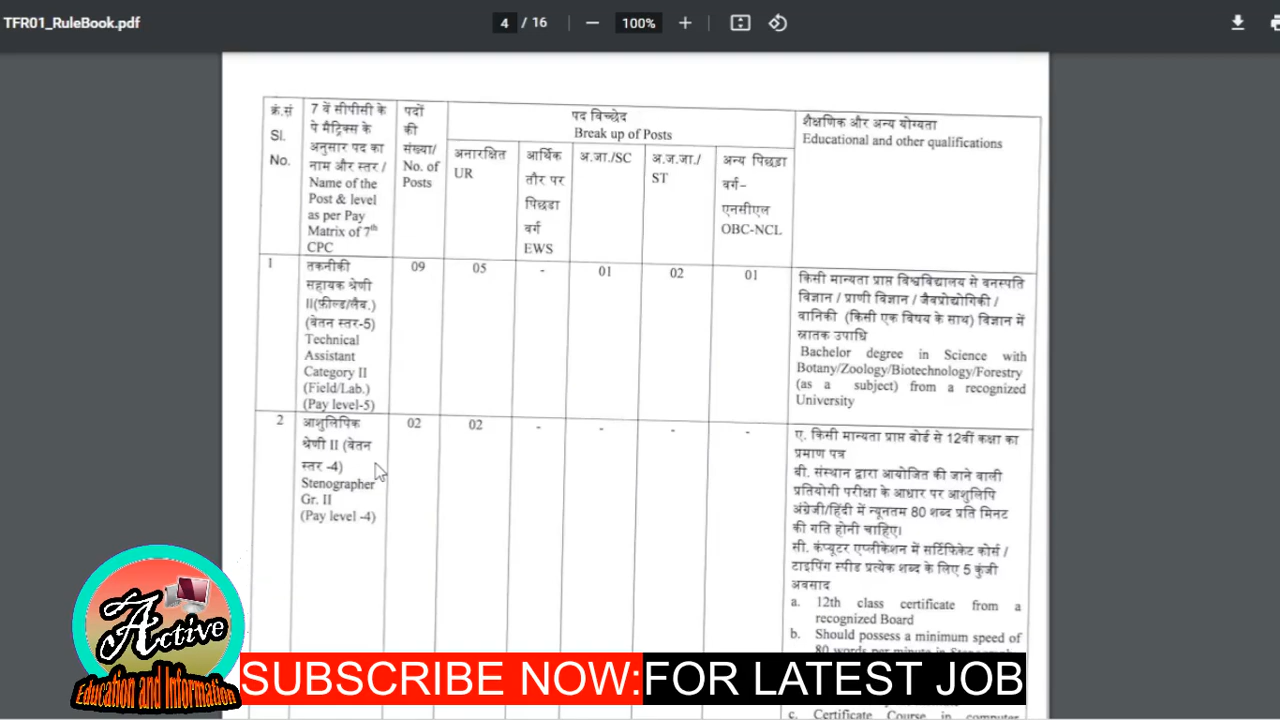 TFR01_RuleBook.pdf
4 / 16
100%
क्रं.सं
Sl.
No.
7 वें सीपीसी के
पे मैट्रिक्स के
अनुसार पद का
नाम और स्तर /
Name of the
Post & level
as per Pay
Matrix of 7th
CPC
पदों
की
संख्या/
No. of
Posts
पद विच्छेद
Break up of Posts
अनारक्षित
UR
आर्थिक
तौर पर
पिछडा
वर्ग
EWS
अ.जा./SC
अ.ज.जा./
ST
अन्य पिछड़ा
वर्ग–
एनसीएल
OBC-NCL
शैक्षणिक और अन्य योग्यता
Educational and other qualifications
1
तकनीकी
सहायक श्रेणी
II(फ़ील्ड/लैब.)
(वेतन स्तर-5)
Technical
Assistant
Category II
(Field/Lab.)
(Pay level-5)
09
05
-
01
02
01
किसी मान्यता प्राप्त विश्वविद्यालय से वनस्पति
विज्ञान / प्राणी विज्ञान / जैवप्रोद्योगिकी /
वानिकी (किसी एक विषय के साथ) विज्ञान में
स्नातक उपाधि
Bachelor degree in Science with
Botany/Zoology/Biotechnology/Forestry
(as a subject) from a recognized
University
2
आशुलिपिक
श्रेणी II (वेतन
स्तर -4)
Stenographer
Gr. II
(Pay level -4)
02
02
-
-
-
-
ए. किसी मान्यता प्राप्त बोर्ड से 12वीं कक्षा का
प्रमाण पत्र
बी. संस्थान द्वारा आयोजित की जाने वाली
प्रतियोगी परीक्षा के आधार पर आशुलिपि
अंग्रेजी/हिंदी में न्यूनतम 80 शब्द प्रति मिनट
की गति होनी चाहिए।
सी. कंप्यूटर एप्लीकेशन में सर्टिफिकेट कोर्स /
टाइपिंग स्पीड प्रत्येक शब्द के लिए 5 कुंजी
अवसाद
a. 12th class certificate from a
recognized Board
b. Should possess a minimum speed of
80 words per minute in
c. Certificate Course in computer
Active
Education and Information
SUBSCRIBE NOW:FOR LATEST JOB